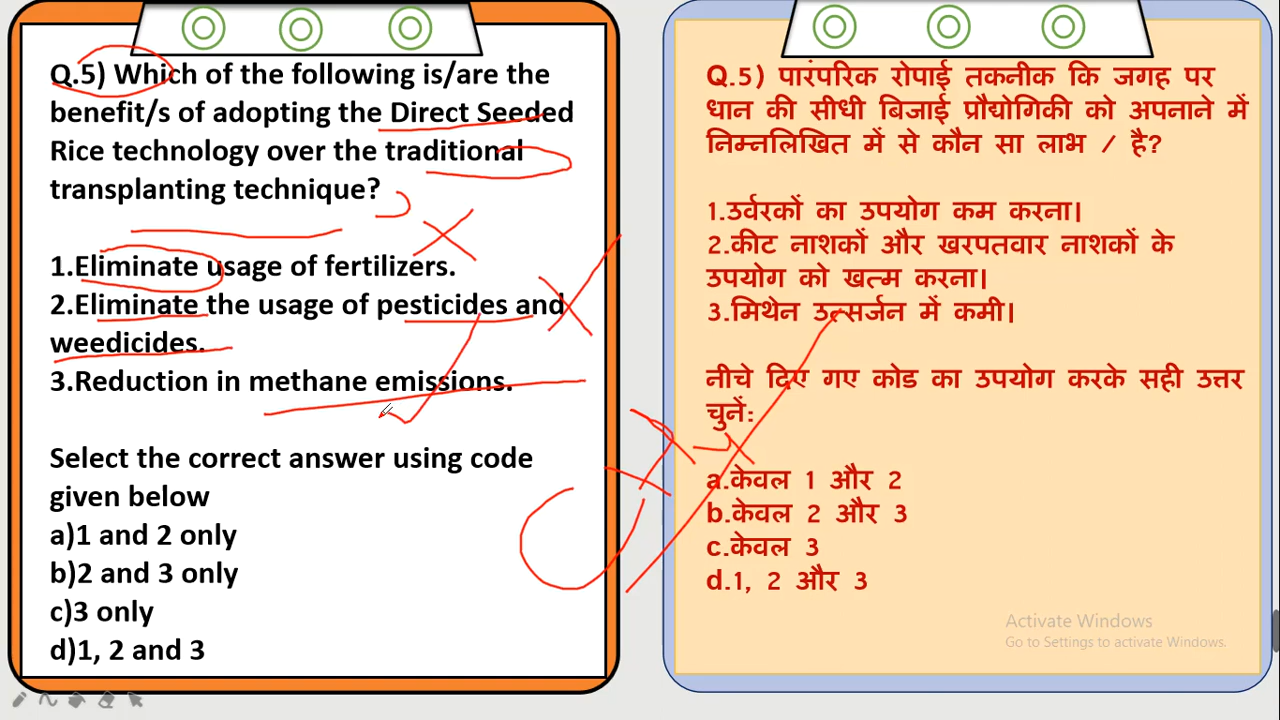 Q.5) Which of the following is/are the
benefit/s of adopting the Direct Seeded
Rice technology over the traditional
transplanting technique?
1.Eliminate usage of fertilizers.
2.Eliminate the usage of pesticides and
weedicides.
3.Reduction in methane emissions.
Select the correct answer using code
given below
a)1 and 2 only
b)2 and 3 only
c)3 only
d)1, 2 and 3
Q.5) पारंपरिक रोपाई तकनीक कि जगह पर
धान की सीधी बिजाई प्रौद्योगिकी को अपनाने में
निम्नलिखित में से कौन सा लाभ / है?
1.उर्वरकों का उपयोग कम करना।
2.कीट नाशकों और खरपतवार नाशकों के
उपयोग को खत्म करना।
3.मिथेन उत्सर्जन में कमी।
नीचे दिए गए कोड का उपयोग करके सही उत्तर
चुनें:
a.केवल 1 और 2
b.केवल 2 और 3
c.केवल 3
d.1, 2 और 3
Activate Windows
Go to Settings to activate Windows.